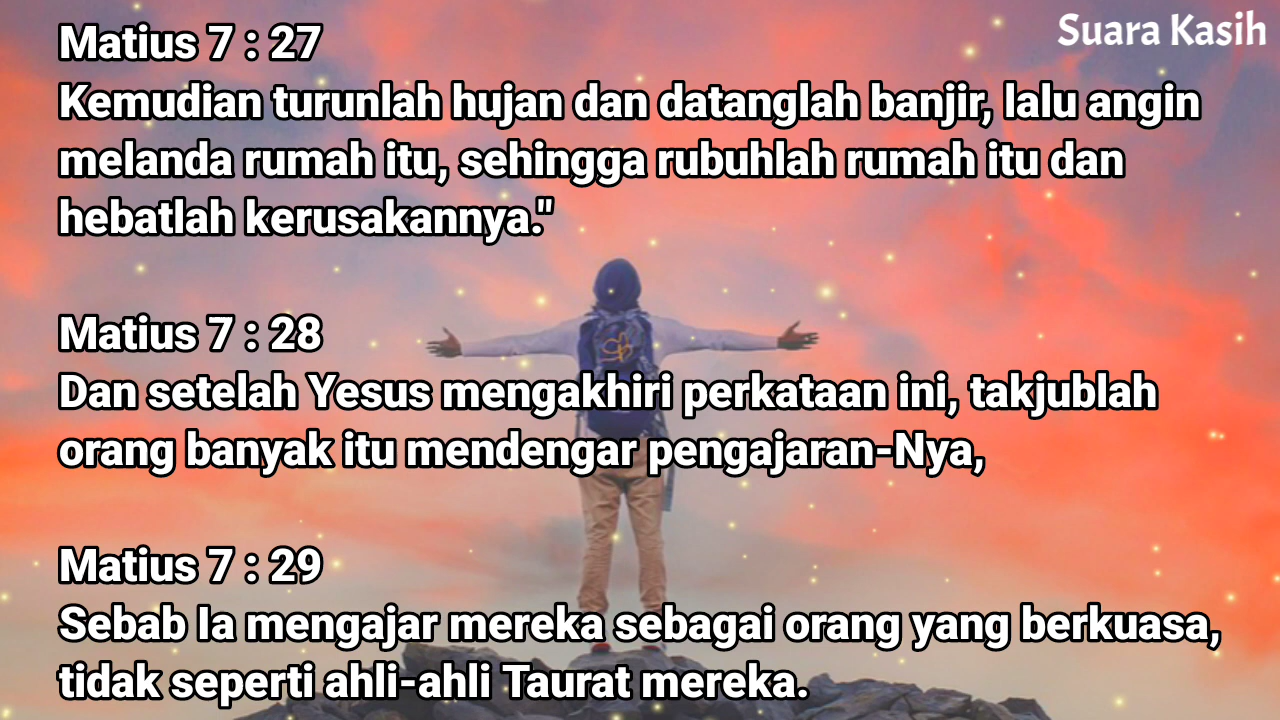 Suara Kasih
Matius 7 : 27
Kemudian turunlah hujan dan datanglah banjir, lalu angin
melanda rumah itu, sehingga rubuhlah rumah itu dan
hebatlah kerusakannya."
Matius 7 : 28
Dan setelah Yesus mengakhiri perkataan ini, takjublah
orang banyak itu mendengar pengajaran-Nya,
Matius 7 : 29
Sebab Ia mengajar mereka sebagai orang yang berkuasa,
tidak seperti ahli-ahli Taurat mereka.